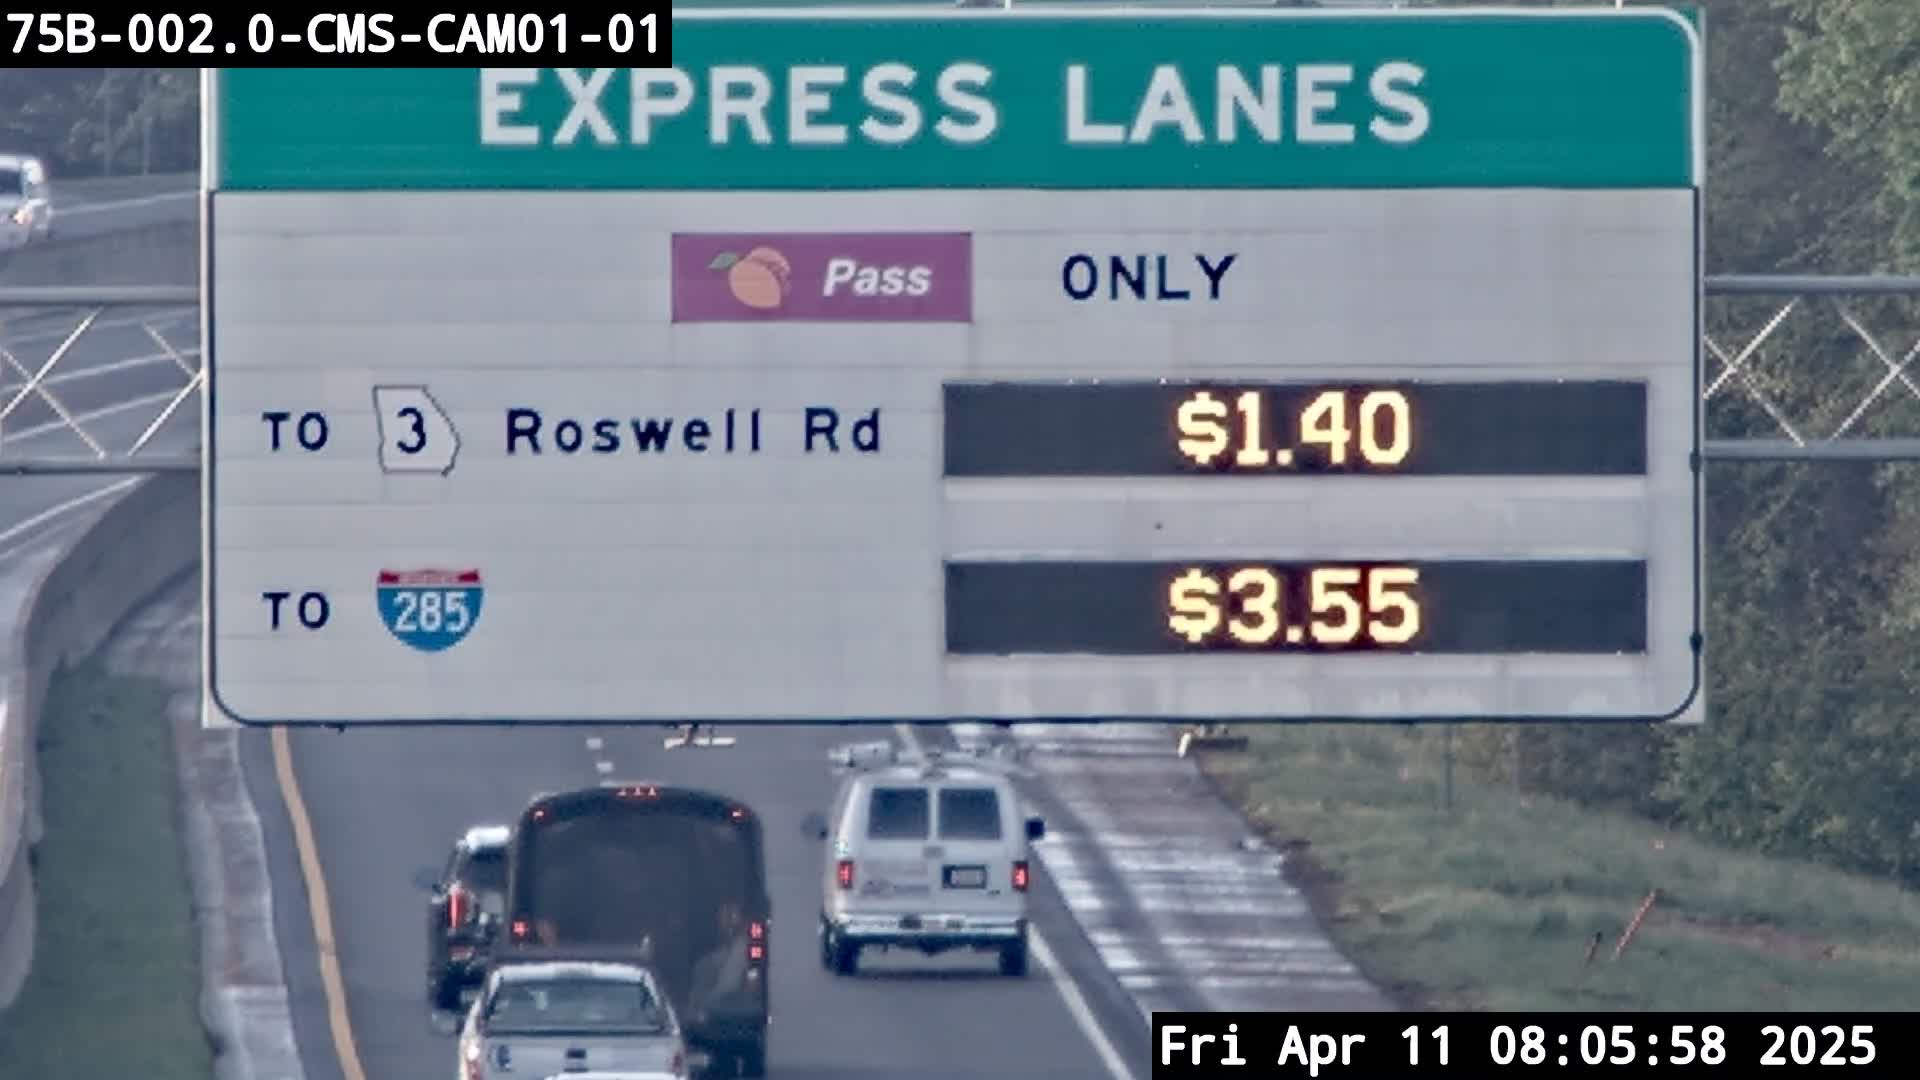 75B-002.0-CMS-CAM01-01
EXPRESS LANES
Pass ONLY
TO 3 Roswell Rd $1.40
TO 285 $3.55
Fri Apr 11 08:05:58 2025